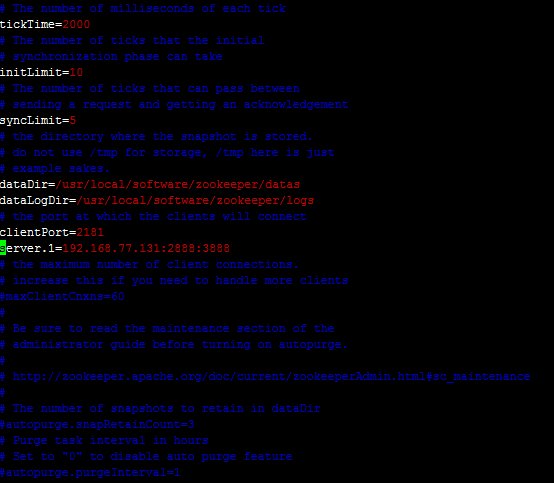 # The number of milliseconds of each tick
tickTime=2000
# The number of ticks that the initial
# synchronization phase can take
initLimit=10
# The number of ticks that can pass between
# sending a request and getting an acknowledgement
syncLimit=5
# the directory where the snapshot is stored.
# do not use /tmp for storage, /tmp here is just
# example sakes.
dataDir=/usr/local/software/zookeeper/datas
dataLogDir=/usr/local/software/zookeeper/logs
# the port at which the clients will connect
clientPort=2181
server.1=192.168.77.131:2888:3888
# the maximum number of client connections.
# increase this if you need to handle more clients
#maxClientCnxns=60
#
# Be sure to read the maintenance section of the
# administrator guide before turning on autopurge.
#
# http://zookeeper.apache.org/doc/current/zookeeperAdmin.html#sc_maintenance
#
# The number of snapshots to retain in dataDir
#autopurge.snapRetainCount=3
# Purge task interval in hours
# Set to "0" to disable auto purge feature
#autopurge.purgeInterval=1